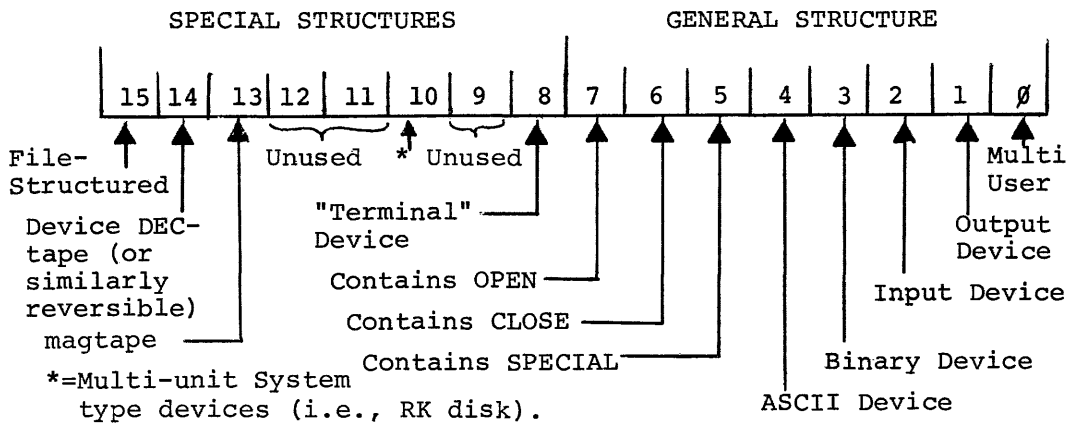 SPECIAL STRUCTURES GENERAL STRUCTURE
15 14 13 12 11 10 9 8 7 6 5 4 3 2 1 Ø
File-
Structured
Unused
*
Unused
Multi
User
Device DEC-
tape (or
similarly
reversible)
"Terminal"
Device
Output
Device
Contains OPEN
Input Device
magtape
Contains CLOSE
Contains SPECIAL
Binary Device
*=Multi-unit System
type devices (i.e., RK disk).
ASCII Device